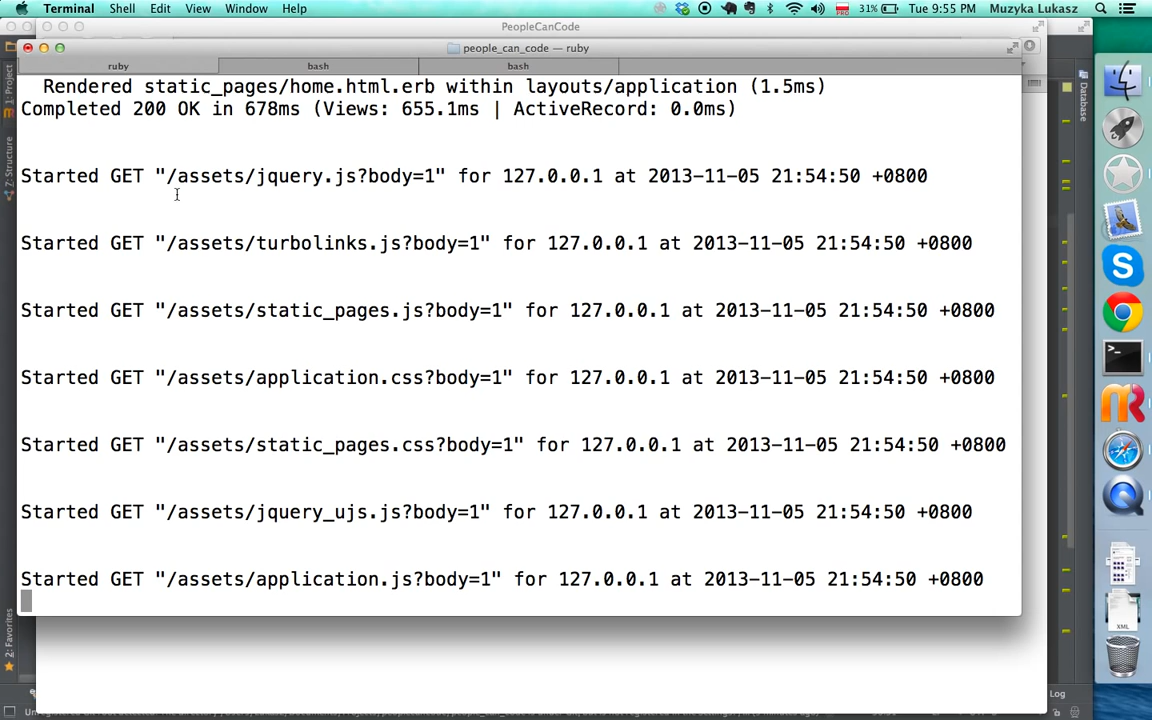 Terminal Shell Edit View Window Help 31% Tue 9:55 PM Muzyka Lukasz
PeopleCanCode
people_can_code — ruby
ruby bash bash
Rendered static_pages/home.html.erb within layouts/application (1.5ms)
Completed 200 OK in 678ms (Views: 655.1ms | ActiveRecord: 0.0ms)
Started GET "/assets/jquery.js?body=1" for 127.0.0.1 at 2013-11-05 21:54:50 +0800
Started GET "/assets/turbolinks.js?body=1" for 127.0.0.1 at 2013-11-05 21:54:50 +0800
Started GET "/assets/static_pages.js?body=1" for 127.0.0.1 at 2013-11-05 21:54:50 +0800
Started GET "/assets/application.css?body=1" for 127.0.0.1 at 2013-11-05 21:54:50 +0800
Started GET "/assets/static_pages.css?body=1" for 127.0.0.1 at 2013-11-05 21:54:50 +0800
Started GET "/assets/jquery_ujs.js?body=1" for 127.0.0.1 at 2013-11-05 21:54:50 +0800
Started GET "/assets/application.js?body=1" for 127.0.0.1 at 2013-11-05 21:54:50 +0800
1: Project
7: Structure
2: Favorites
Database
Log
XML